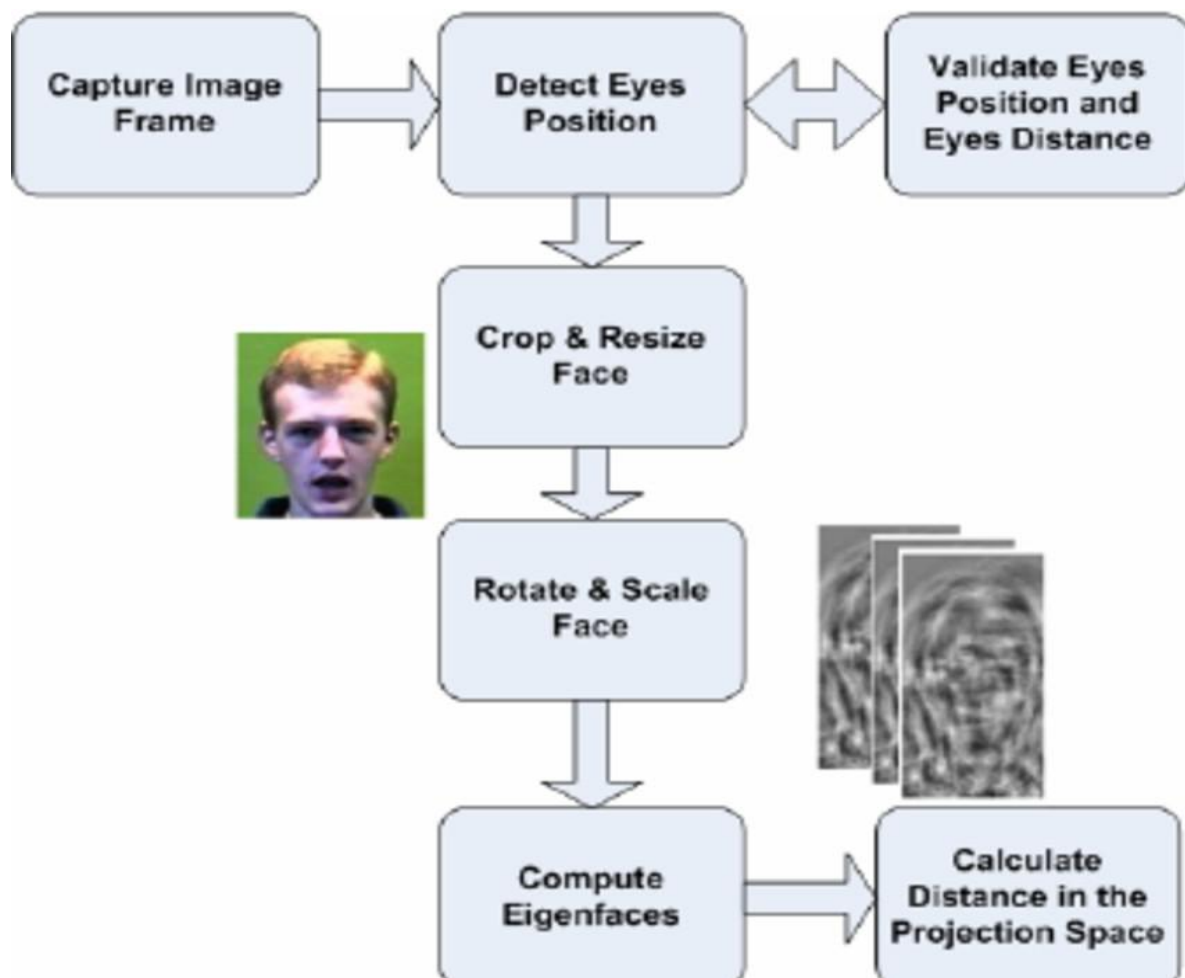 Capture Image
Frame
Detect Eyes
Position
Validate Eyes
Position and
Eyes Distance
Crop & Resize
Face
Rotate & Scale
Face
Compute
Eigenfaces
Calculate
Distance in the
Projection Space